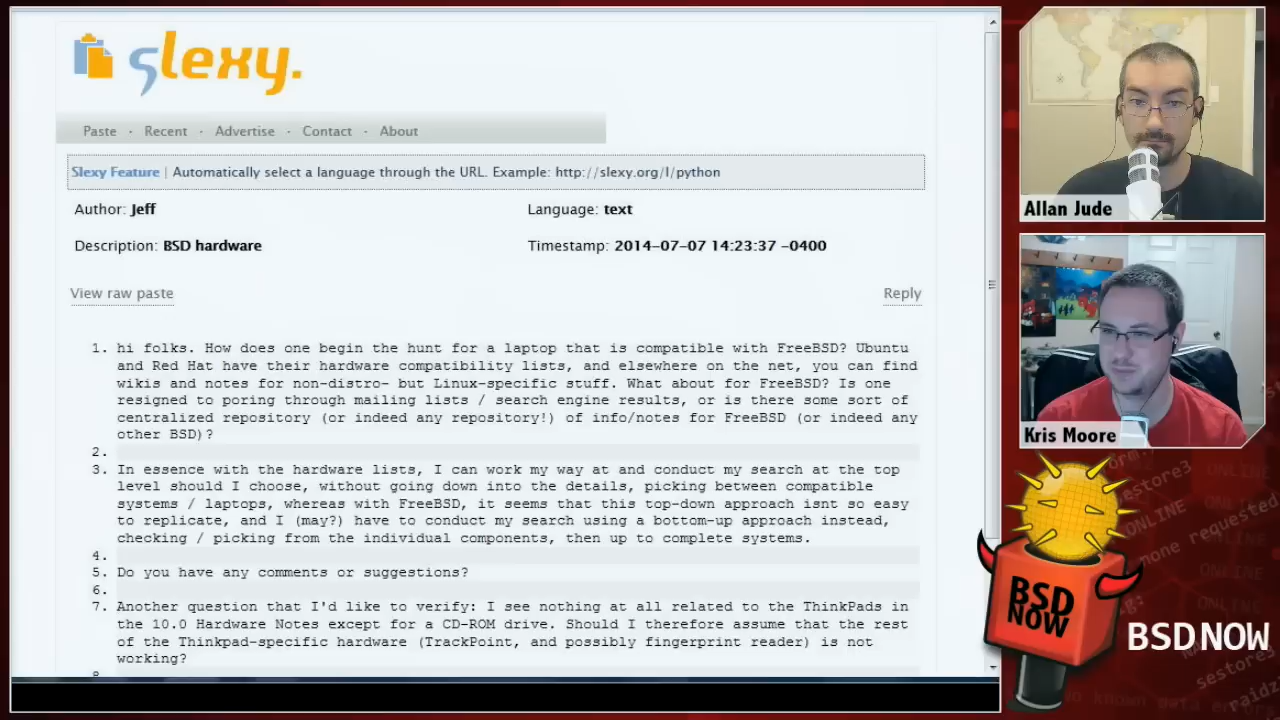 slexy.
Paste · Recent · Advertise · Contact · About
Slexy Feature | Automatically select a language through the URL. Example: http://slexy.org/l/python
Author: Jeff
Language: text
Description: BSD hardware
Timestamp: 2014-07-07 14:23:37 -0400
View raw paste
Reply
1. hi folks. How does one begin the hunt for a laptop that is compatible with FreeBSD? Ubuntu
and Red Hat have their hardware compatibility lists, and elsewhere on the net, you can find
wikis and notes for non-distro- but Linux-specific stuff. What about for FreeBSD? Is one
resigned to poring through mailing lists / search engine results, or is there some sort of
centralized repository (or indeed any repository!) of info/notes for FreeBSD (or indeed any
other BSD)?
2.
3. In essence with the hardware lists, I can work my way at and conduct my search at the top
level should I choose, without going down into the details, picking between compatible
systems / laptops, whereas with FreeBSD, it seems that this top-down approach isnt so easy
to replicate, and I (may?) have to conduct my search using a bottom-up approach instead,
checking / picking from the individual components, then up to complete systems.
4.
5. Do you have any comments or suggestions?
6.
7. Another question that I'd like to verify: I see nothing at all related to the ThinkPads in
the 10.0 Hardware Notes except for a CD-ROM drive. Should I therefore assume that the rest
of the Thinkpad-specific hardware (TrackPoint, and possibly fingerprint reader) is not
working?
Allan Jude
Kris Moore
BSD
NOW
BSD NOW
estore3
ONLINE
none requested
ONLINE
ONLINE